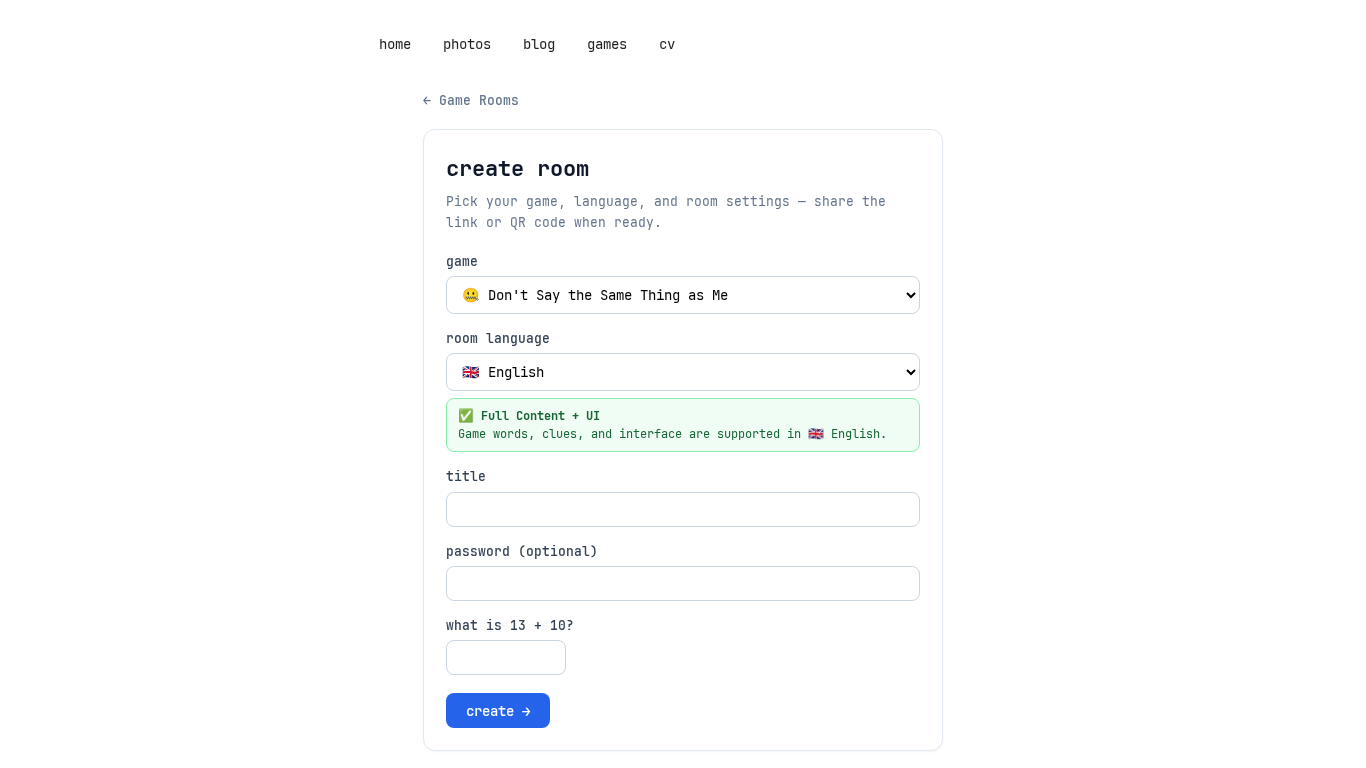 home photos blog games cv
← Game Rooms
create room
Pick your game, language, and room settings — share the
link or QR code when ready.
game
🤐 Don't Say the Same Thing as Me
room language
🇬🇧 English
✅ Full Content + UI
Game words, clues, and interface are supported in 🇬🇧 English.
title
password (optional)
what is 13 + 10?
create →